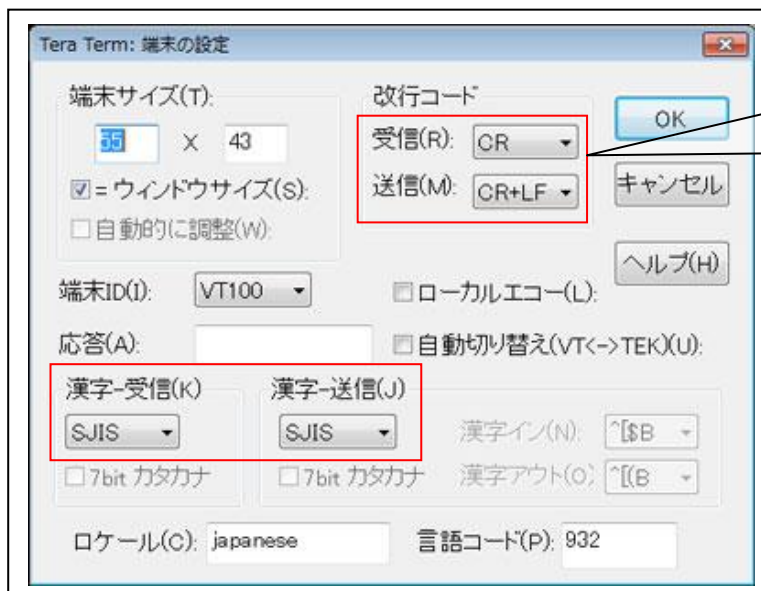 Tera Term: 端末の設定
端末サイズ(T):
55 × 43
= ウィンドウサイズ(S):
自動的に調整(W):
改行コード
受信(R): CR
送信(M): CR+LF
OK
キャンセル
ヘルプ(H)
端末ID(I): VT100
ローカルエコー(L):
応答(A):
自動切り替え(VT<->TEK)(U):
漢字-受信(K)
SJIS
7bit カタカナ
漢字-送信(J)
SJIS
7bit カタカナ
漢字イン(N): ^[$B
漢字アウト(O) ^[(B
ロケール(C): japanese
言語コード(P): 932